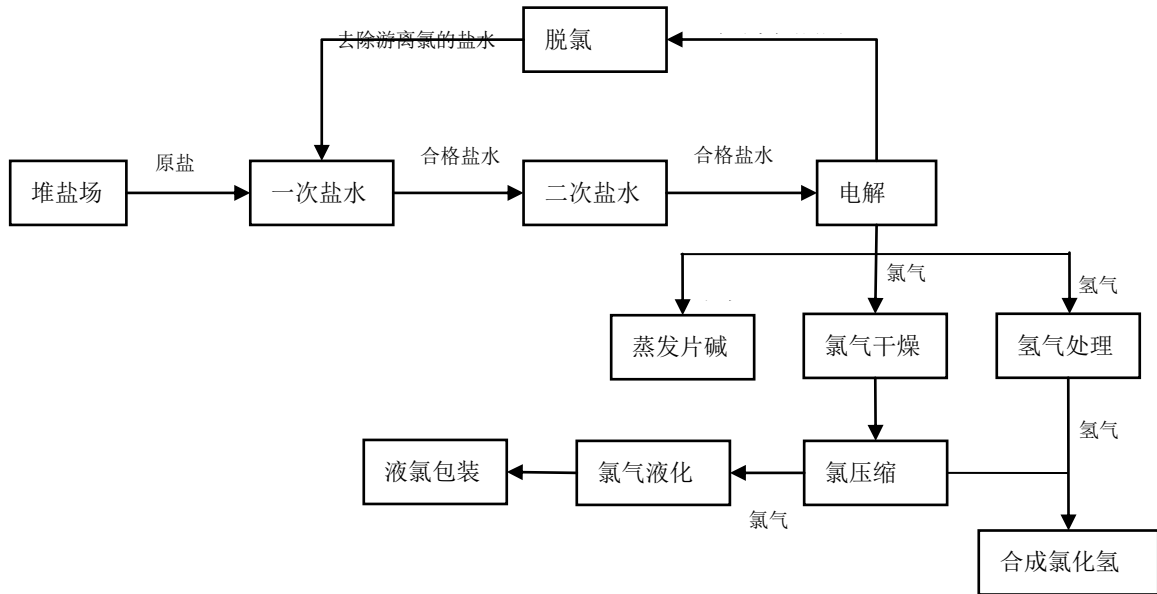 脱氯
去除游离氯的盐水
原盐
合格盐水
合格盐水
堆盐场
一次盐水
二次盐水
电解
氯气
氢气
蒸发片碱
氯气干燥
氢气处理
氢气
液氯包装
氯气液化
氯压缩
氯气
合成氯化氢